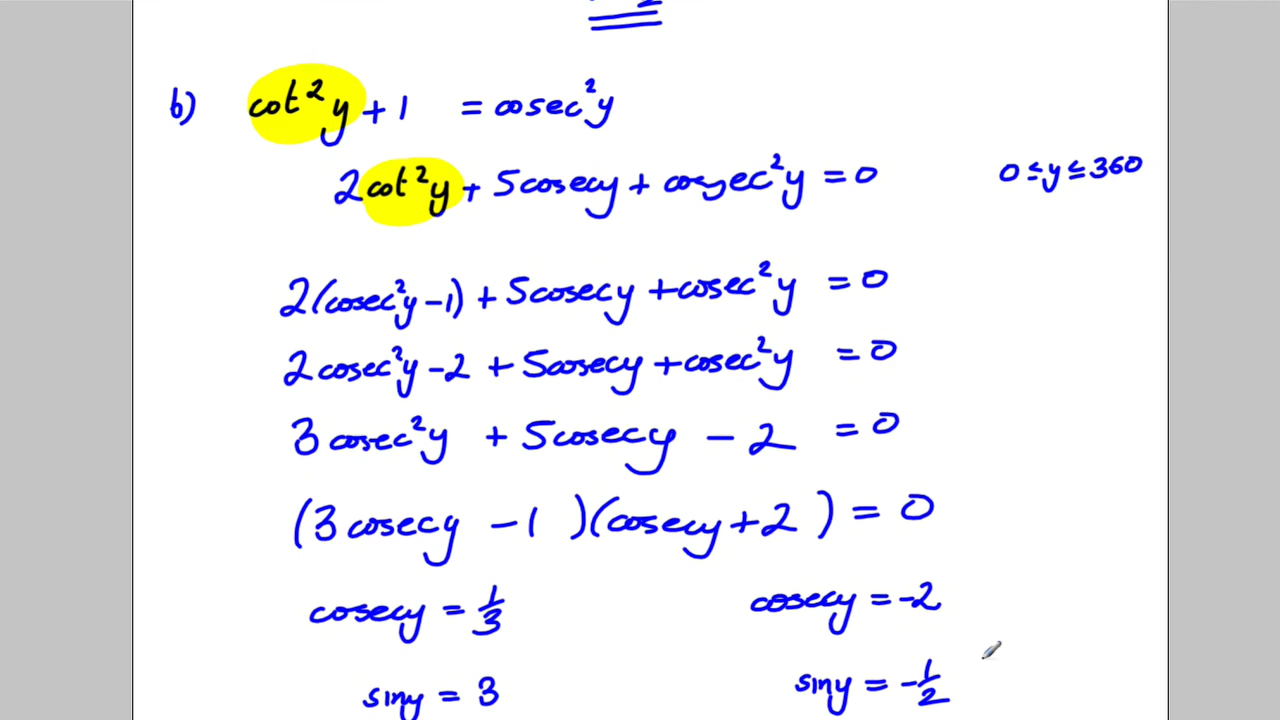 b) cot²y + 1 = cosec²y
2cot²y + 5cosecy + cosec²y = 0 0 ≤ y ≤ 360
2(cosec²y - 1) + 5cosecy + cosec²y = 0
2cosec²y - 2 + 5cosecy + cosec²y = 0
3cosec²y + 5cosecy - 2 = 0
(3cosecy - 1)(cosecy + 2) = 0
cosecy = 1/3 cosecy = -2
siny = 3 siny = -1/2